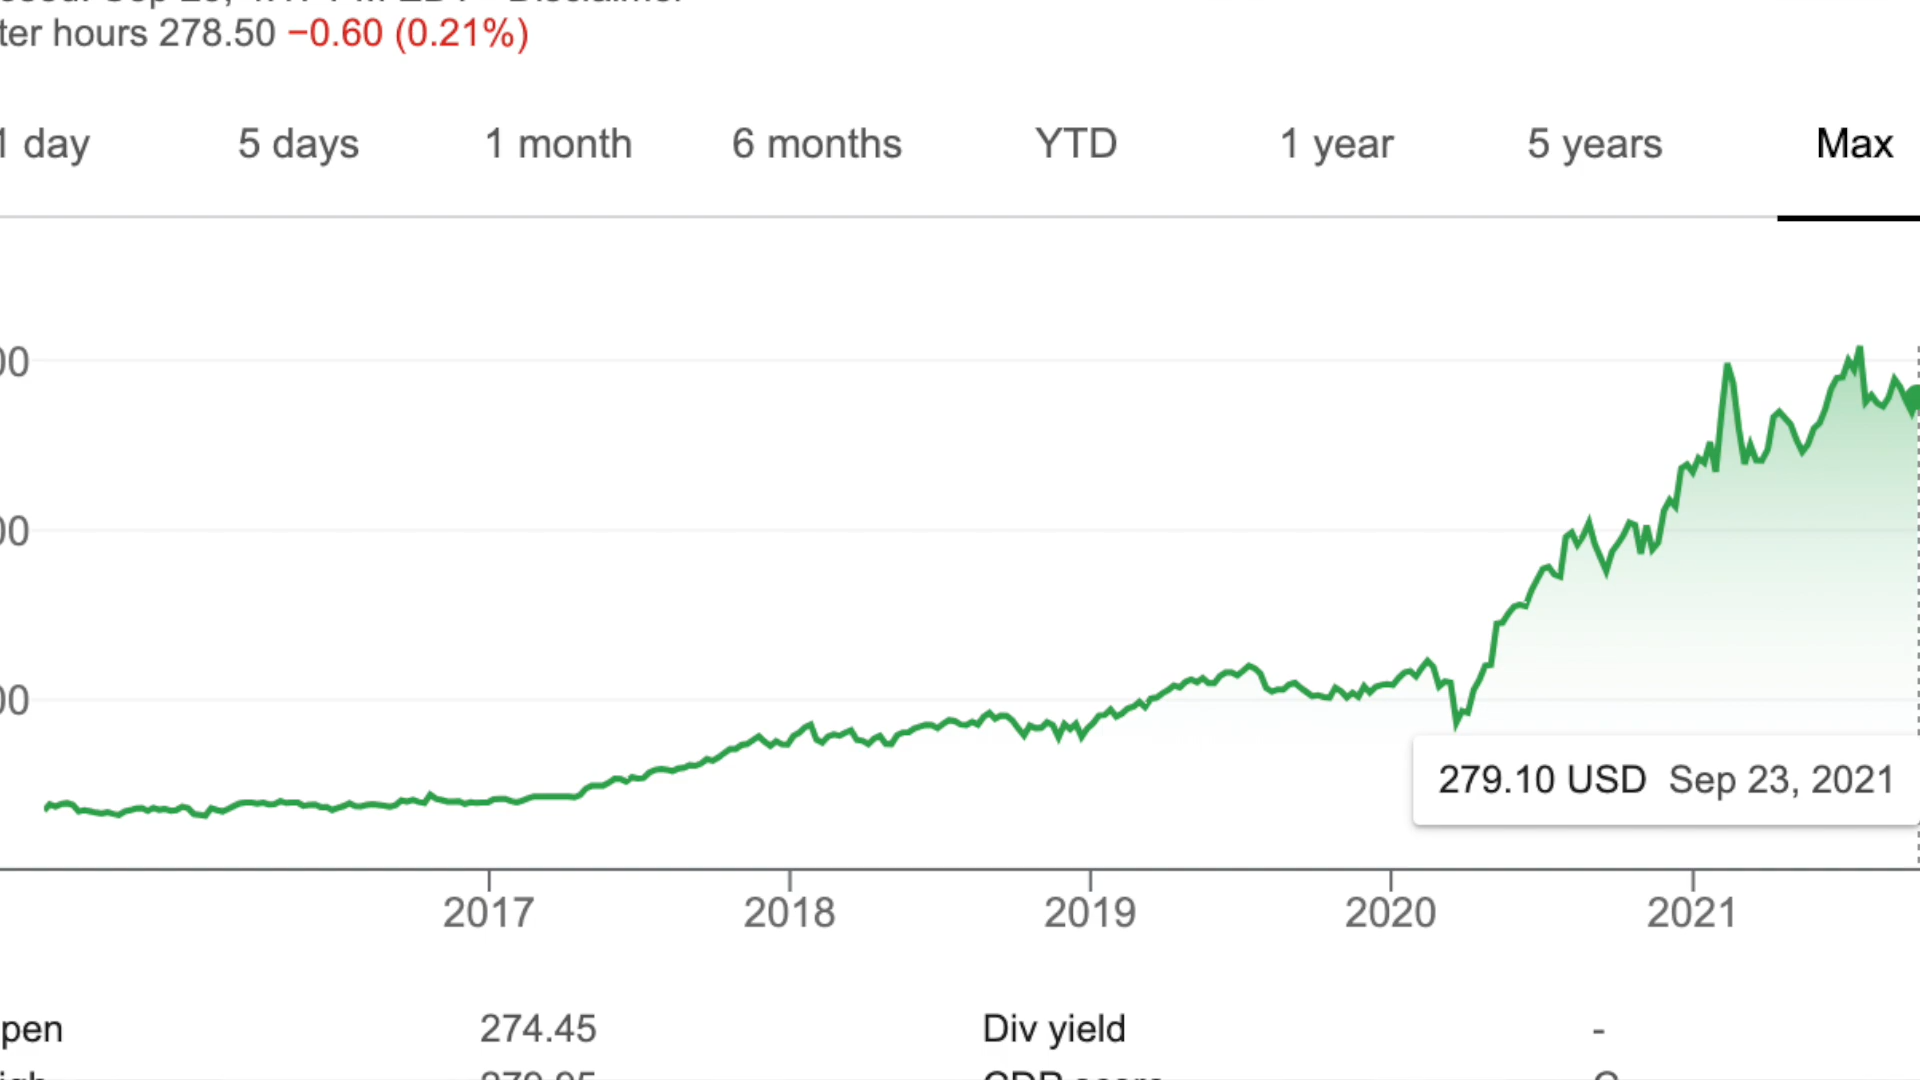 ter hours 278.50 −0.60 (0.21%)
1 day 5 days 1 month 6 months YTD 1 year 5 years Max
00
00
00
279.10 USD Sep 23, 2021
2017 2018 2019 2020 2021
pen 274.45 Div yield -